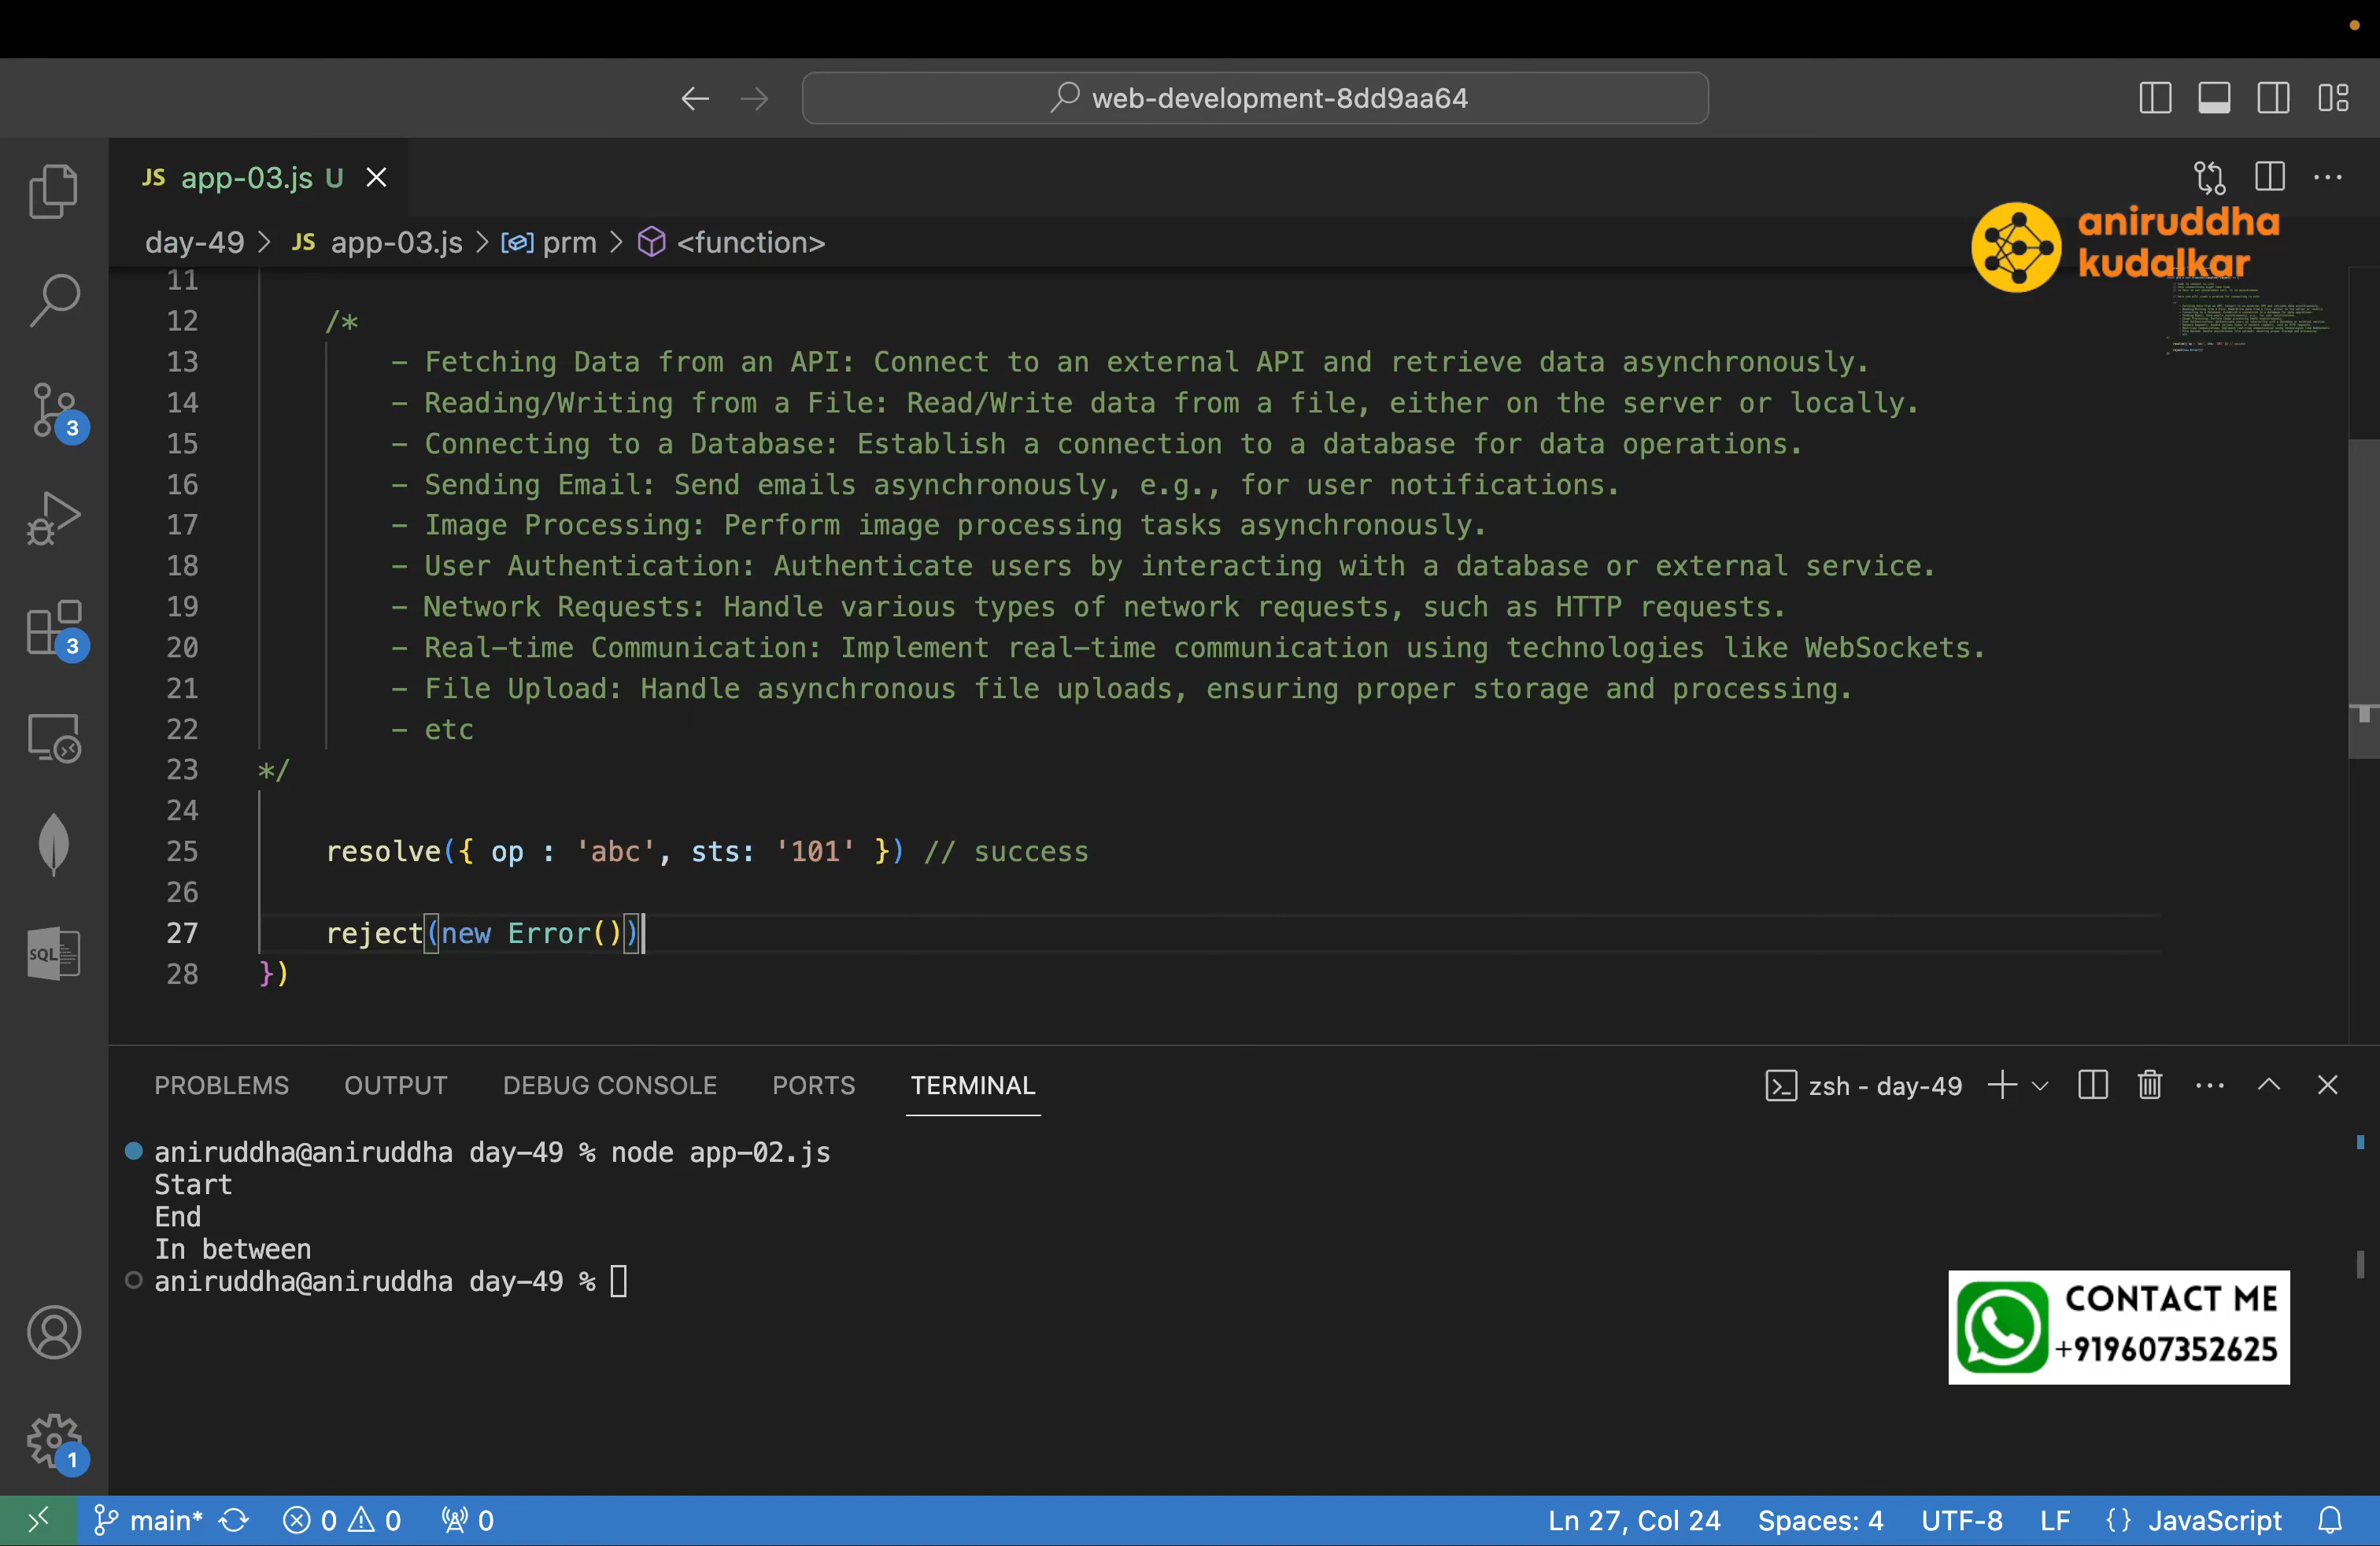 web-development-8dd9aa64
JS app-03.js U
day-49 > JS app-03.js > prm > <function>
aniruddha
kudalkar
11
12 /*
13 - Fetching Data from an API: Connect to an external API and retrieve data asynchronously.
14 - Reading/Writing from a File: Read/Write data from a file, either on the server or locally.
15 - Connecting to a Database: Establish a connection to a database for data operations.
16 - Sending Email: Send emails asynchronously, e.g., for user notifications.
17 - Image Processing: Perform image processing tasks asynchronously.
18 - User Authentication: Authenticate users by interacting with a database or external service.
19 - Network Requests: Handle various types of network requests, such as HTTP requests.
20 - Real-time Communication: Implement real-time communication using technologies like WebSockets.
21 - File Upload: Handle asynchronous file uploads, ensuring proper storage and processing.
22 - etc
23 */
24
25 resolve({ op : 'abc', sts: '101' }) // success
26
27 reject(new Error())
28 })
3
3
SQL
1
PROBLEMS OUTPUT DEBUG CONSOLE PORTS TERMINAL zsh - day-49
aniruddha@aniruddha day-49 % node app-02.js
Start
End
In between
aniruddha@aniruddha day-49 %
CONTACT ME
+919607352625
main* 0 0 0 Ln 27, Col 24 Spaces: 4 UTF-8 LF {} JavaScript